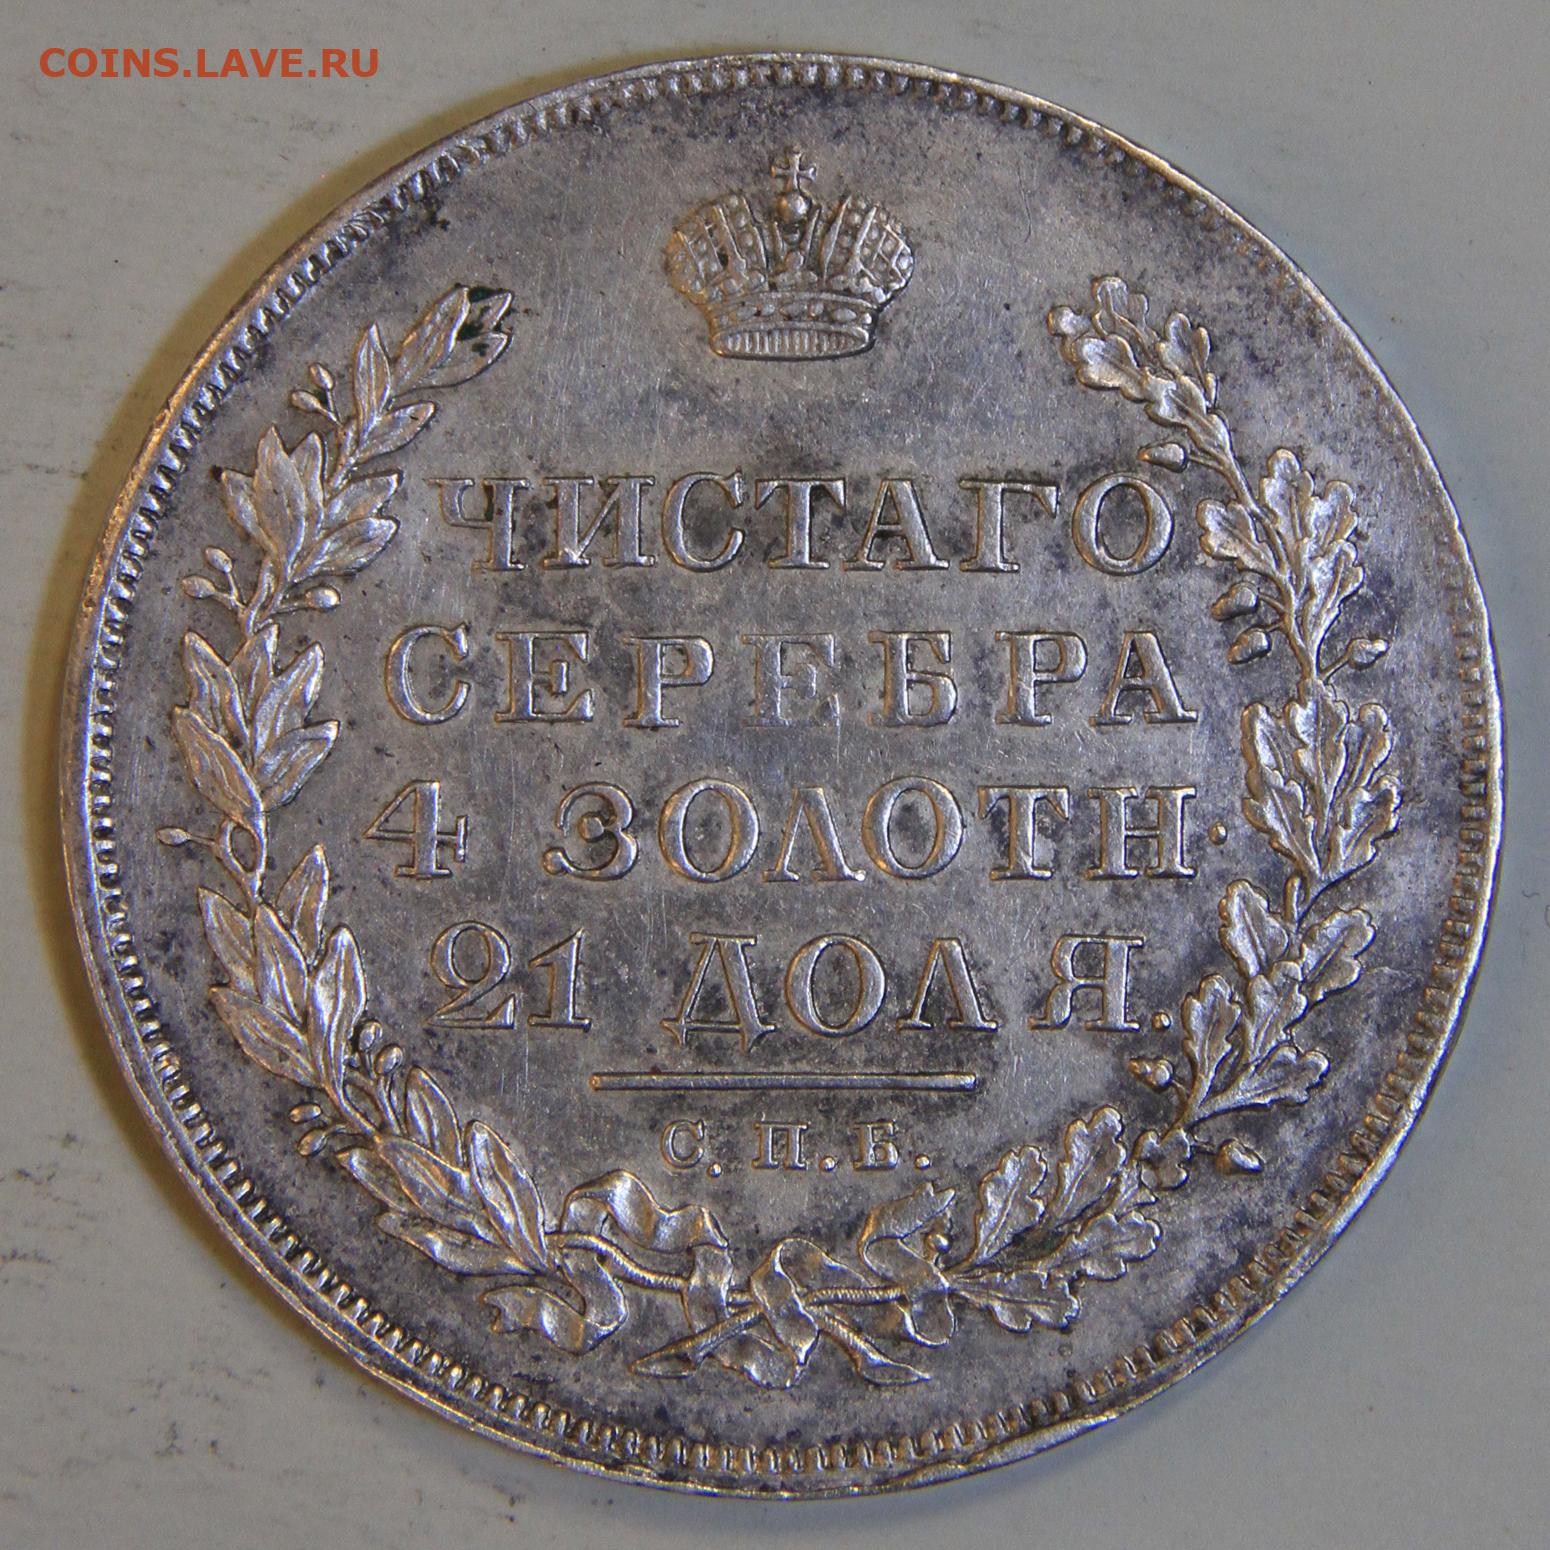 COINS.LAVE.RU
ЧИСТАГО
СЕРЕБРА
4 ЗОЛОТН.
21 ДОЛЯ.
С. П. Б.